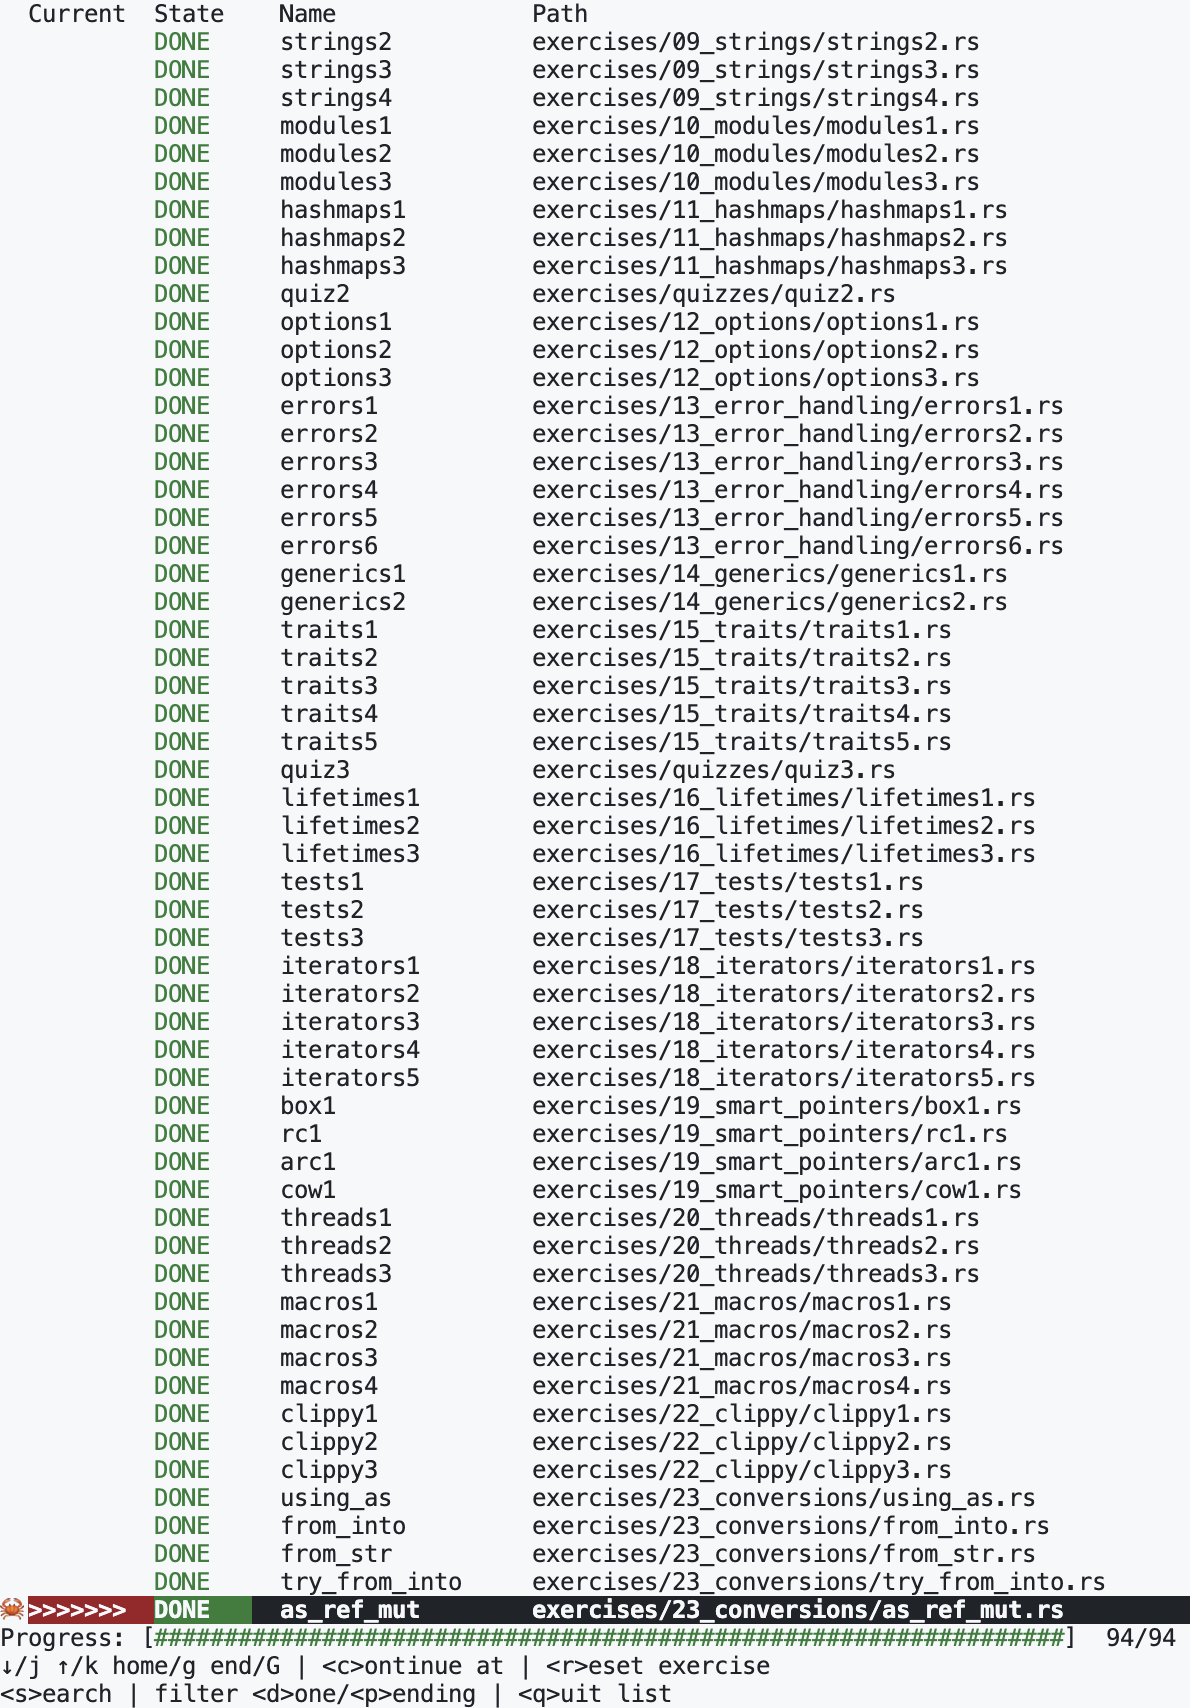 Current  State    Name              Path
         DONE     strings2          exercises/09_strings/strings2.rs
         DONE     strings3          exercises/09_strings/strings3.rs
         DONE     strings4          exercises/09_strings/strings4.rs
         DONE     modules1          exercises/10_modules/modules1.rs
         DONE     modules2          exercises/10_modules/modules2.rs
         DONE     modules3          exercises/10_modules/modules3.rs
         DONE     hashmaps1         exercises/11_hashmaps/hashmaps1.rs
         DONE     hashmaps2         exercises/11_hashmaps/hashmaps2.rs
         DONE     hashmaps3         exercises/11_hashmaps/hashmaps3.rs
         DONE     quiz2             exercises/quizzes/quiz2.rs
         DONE     options1          exercises/12_options/options1.rs
         DONE     options2          exercises/12_options/options2.rs
         DONE     options3          exercises/12_options/options3.rs
         DONE     errors1           exercises/13_error_handling/errors1.rs
         DONE     errors2           exercises/13_error_handling/errors2.rs
         DONE     errors3           exercises/13_error_handling/errors3.rs
         DONE     errors4           exercises/13_error_handling/errors4.rs
         DONE     errors5           exercises/13_error_handling/errors5.rs
         DONE     errors6           exercises/13_error_handling/errors6.rs
         DONE     generics1         exercises/14_generics/generics1.rs
         DONE     generics2         exercises/14_generics/generics2.rs
         DONE     traits1           exercises/15_traits/traits1.rs
         DONE     traits2           exercises/15_traits/traits2.rs
         DONE     traits3           exercises/15_traits/traits3.rs
         DONE     traits4           exercises/15_traits/traits4.rs
         DONE     traits5           exercises/15_traits/traits5.rs
         DONE     quiz3             exercises/quizzes/quiz3.rs
         DONE     lifetimes1        exercises/16_lifetimes/lifetimes1.rs
         DONE     lifetimes2        exercises/16_lifetimes/lifetimes2.rs
         DONE     lifetimes3        exercises/16_lifetimes/lifetimes3.rs
         DONE     tests1            exercises/17_tests/tests1.rs
         DONE     tests2            exercises/17_tests/tests2.rs
         DONE     tests3            exercises/17_tests/tests3.rs
         DONE     iterators1        exercises/18_iterators/iterators1.rs
         DONE     iterators2        exercises/18_iterators/iterators2.rs
         DONE     iterators3        exercises/18_iterators/iterators3.rs
         DONE     iterators4        exercises/18_iterators/iterators4.rs
         DONE     iterators5        exercises/18_iterators/iterators5.rs
         DONE     box1              exercises/19_smart_pointers/box1.rs
         DONE     rc1               exercises/19_smart_pointers/rc1.rs
         DONE     arc1              exercises/19_smart_pointers/arc1.rs
         DONE     cow1              exercises/19_smart_pointers/cow1.rs
         DONE     threads1          exercises/20_threads/threads1.rs
         DONE     threads2          exercises/20_threads/threads2.rs
         DONE     threads3          exercises/20_threads/threads3.rs
         DONE     macros1           exercises/21_macros/macros1.rs
         DONE     macros2           exercises/21_macros/macros2.rs
         DONE     macros3           exercises/21_macros/macros3.rs
         DONE     macros4           exercises/21_macros/macros4.rs
         DONE     clippy1           exercises/22_clippy/clippy1.rs
         DONE     clippy2           exercises/22_clippy/clippy2.rs
         DONE     clippy3           exercises/22_clippy/clippy3.rs
         DONE     using_as          exercises/23_conversions/using_as.rs
         DONE     from_into         exercises/23_conversions/from_into.rs
         DONE     from_str          exercises/23_conversions/from_str.rs
         DONE     try_from_into     exercises/23_conversions/try_from_into.rs
🦀>>>>>>>  DONE     as_ref_mut        exercises/23_conversions/as_ref_mut.rs
Progress: [#################################################################]  94/94
↓/j ↑/k home/g end/G | <c>ontinue at | <r>eset exercise
<s>earch | filter <d>one/<p>ending | <q>uit list